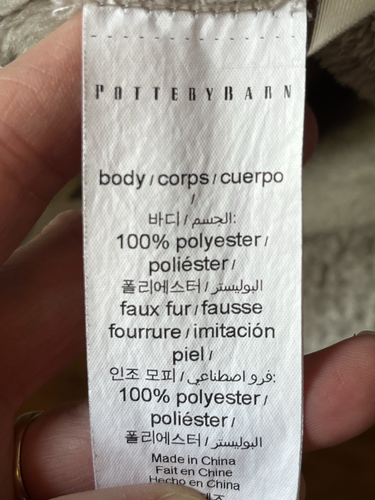 POTTERYBARN
body / corps / cuerpo
/
바디 / الجسم:
100% polyester /
poliéster /
폴리에스터 / البوليستر
faux fur / fausse
fourrure / imitación
piel /
인조 모피 / فرو اصطناعي:
100% polyester /
poliéster /
폴리에스터 / البوليستر
Made in China
Fait en Chine
Hecho en China